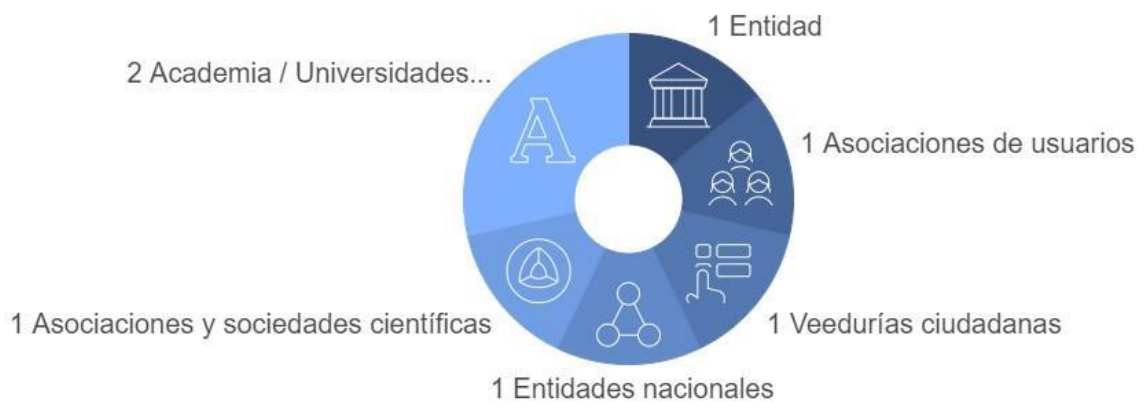 1 Entidad
2 Academia / Universidades...
1 Asociaciones de usuarios
A
1 Asociaciones y sociedades científicas
1 Veedurías ciudadanas
1 Entidades nacionales